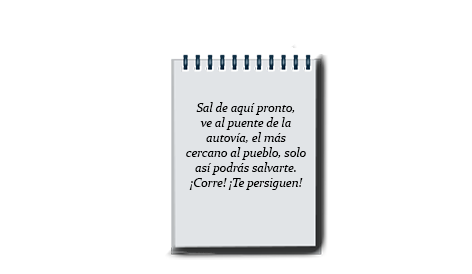 Sal de aquí pronto,
ve al puente de la
autovía, el más
cercano al pueblo, solo
así podrás salvarte.
¡Corre! ¡Te persiguen!